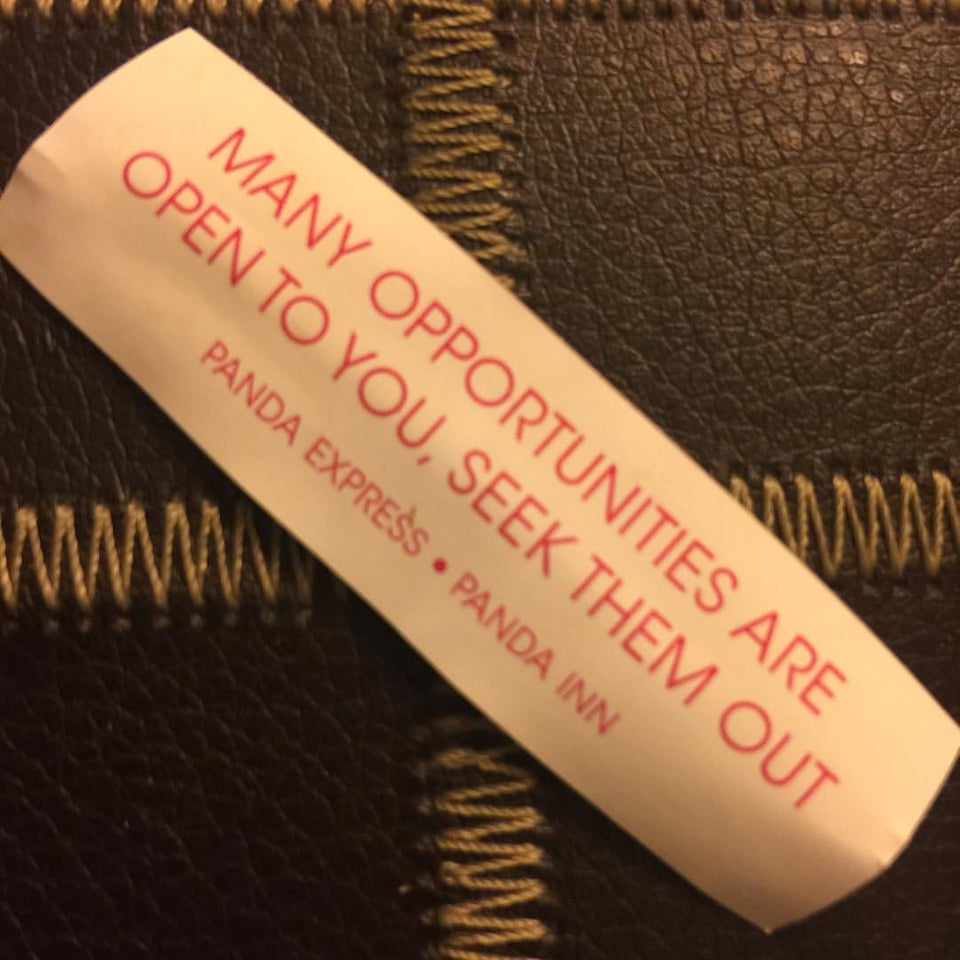 MANY OPPORTUNITIES ARE
OPEN TO YOU, SEEK THEM OUT
PANDA EXPRESS • PANDA INN